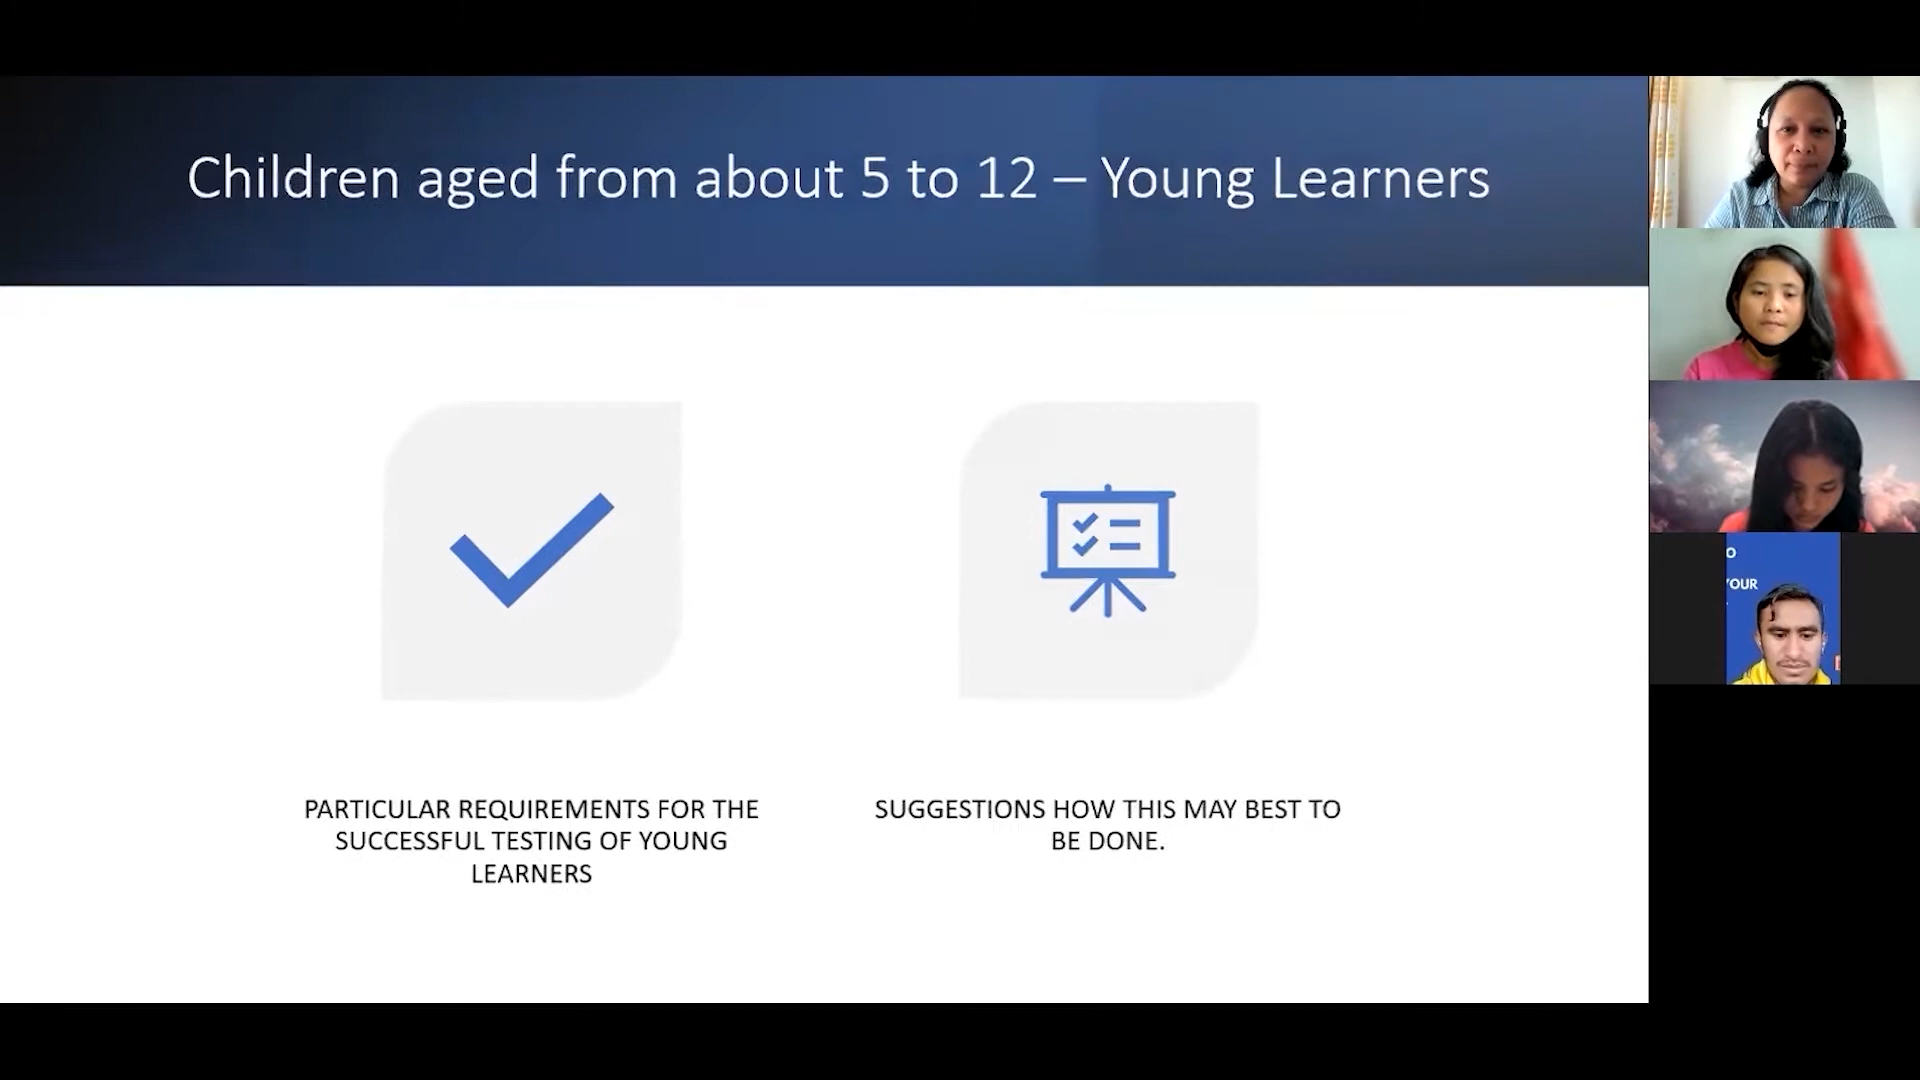 Children aged from about 5 to 12 – Young Learners
PARTICULAR REQUIREMENTS FOR THE
SUCCESSFUL TESTING OF YOUNG
LEARNERS
SUGGESTIONS HOW THIS MAY BEST TO
BE DONE.
O
YOUR